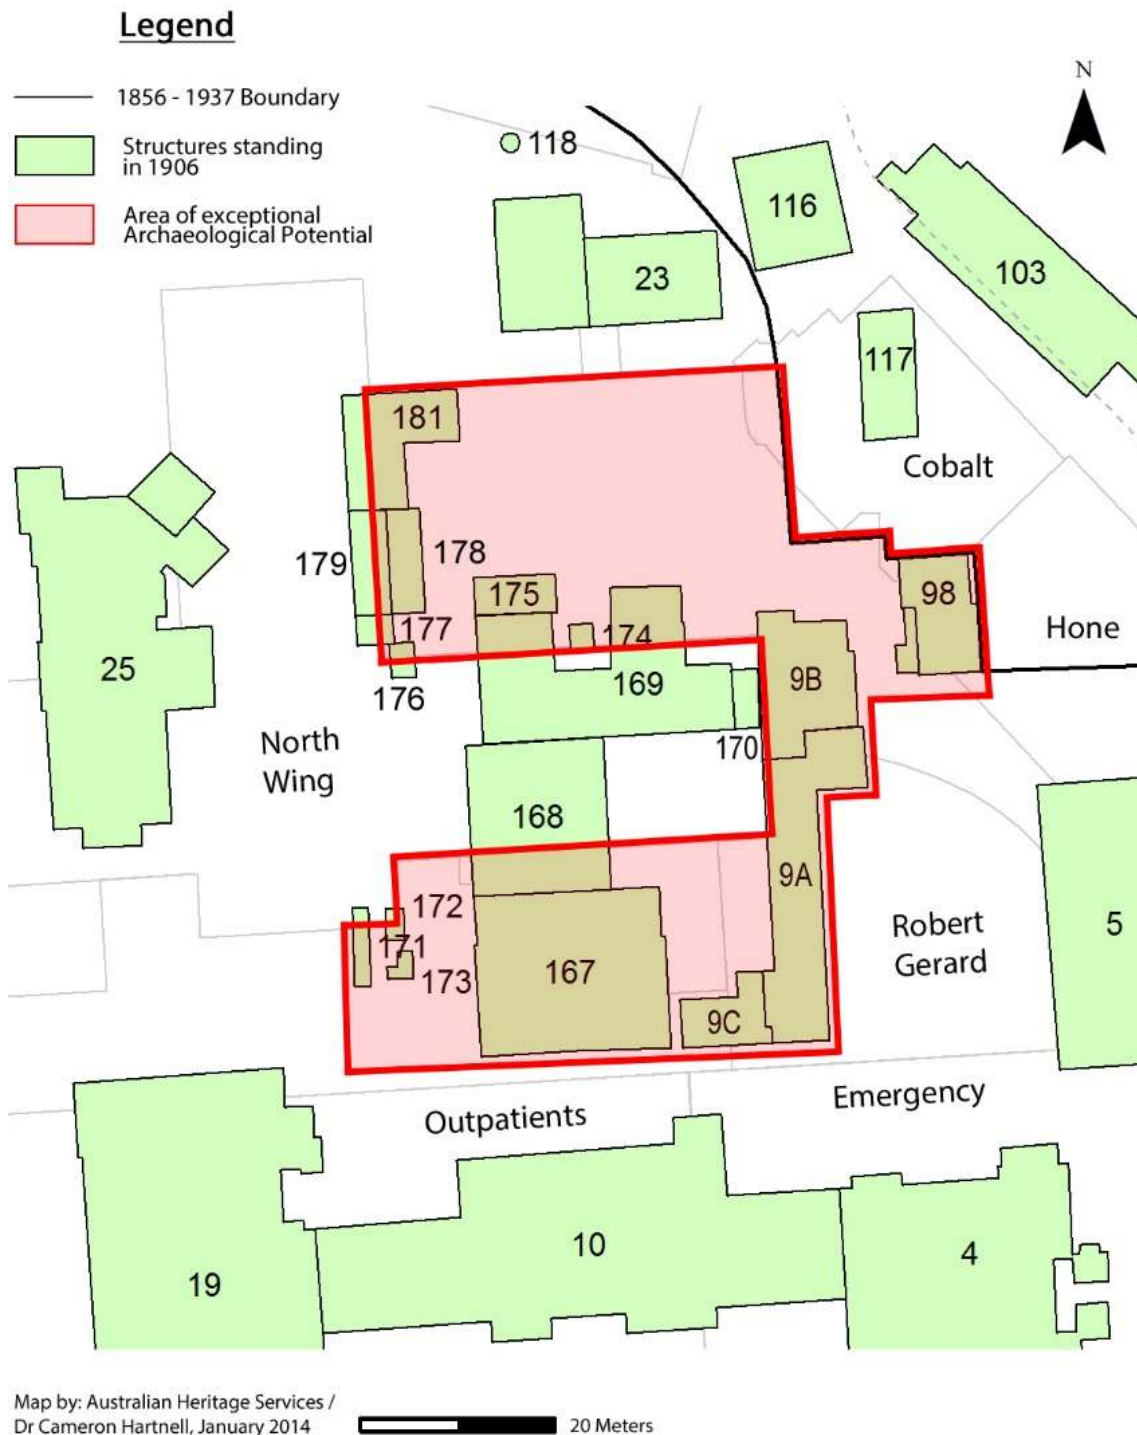 Legend
1856 - 1937 Boundary
Structures standing
in 1906
Area of exceptional
Archaeological Potential
N
118
116
103
23
117
181
Cobalt
179
178
175
98
177
174
Hone
25
176
169
9B
North
Wing
170
168
9A
172
171
173
167
Robert
Gerard
5
9C
Outpatients
Emergency
19
10
4
Map by: Australian Heritage Services /
Dr Cameron Hartnell, January 2014
20 Meters